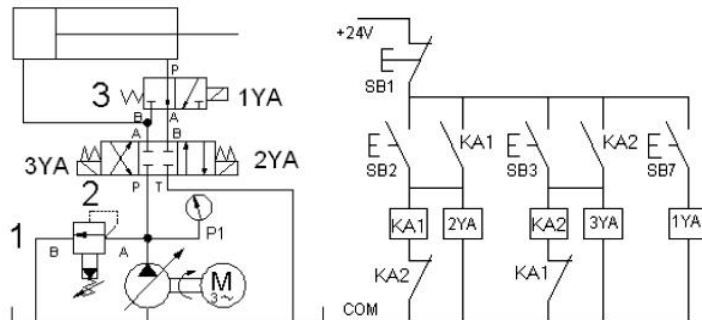 +24V
P
SB1
3
1YA
B
A
A
B
KA1
KA2
3YA
2YA
SB2
SB3
SB7
P
T
2
KA1
2YA
KA2
3YA
1YA
1
P1
B
A
KA2
KA1
M
3~
COM